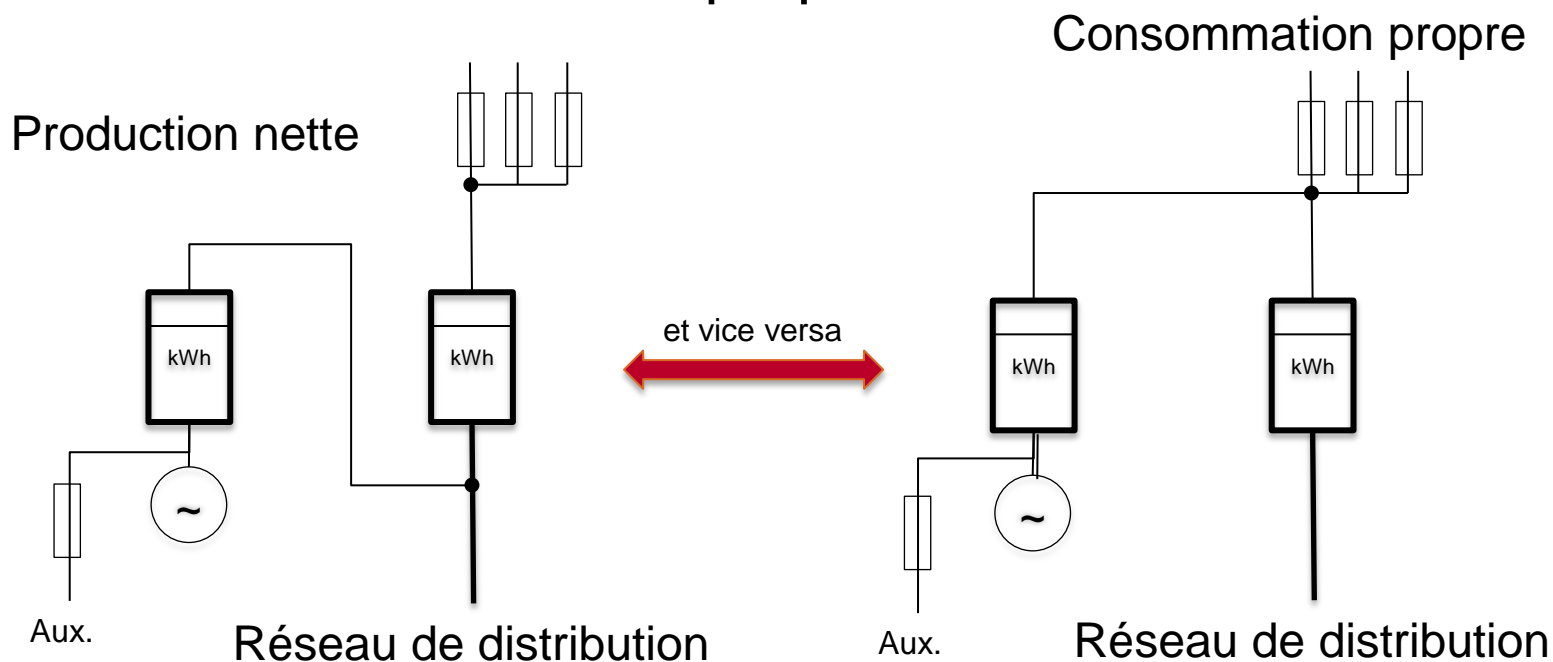 Consommation propre
Production nette
kWh
kWh
et vice versa
kWh
kWh
~
~
Aux.
Réseau de distribution
Aux.
Réseau de distribution